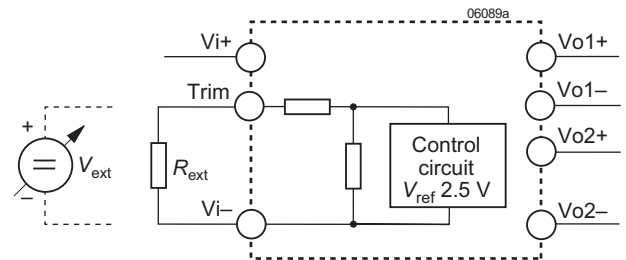 06089a
Vi+
Vo1+
Trim
Vo1–
Vo2+
+
Control
circuit
Vref 2.5 V
Vext
Rext
–
Vi–
Vo2–